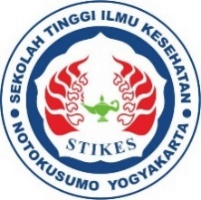 SEKOLAH TINGGI ILMU KESEHATAN
STIKES
NOTOKUSUMO YOGYAKARTA